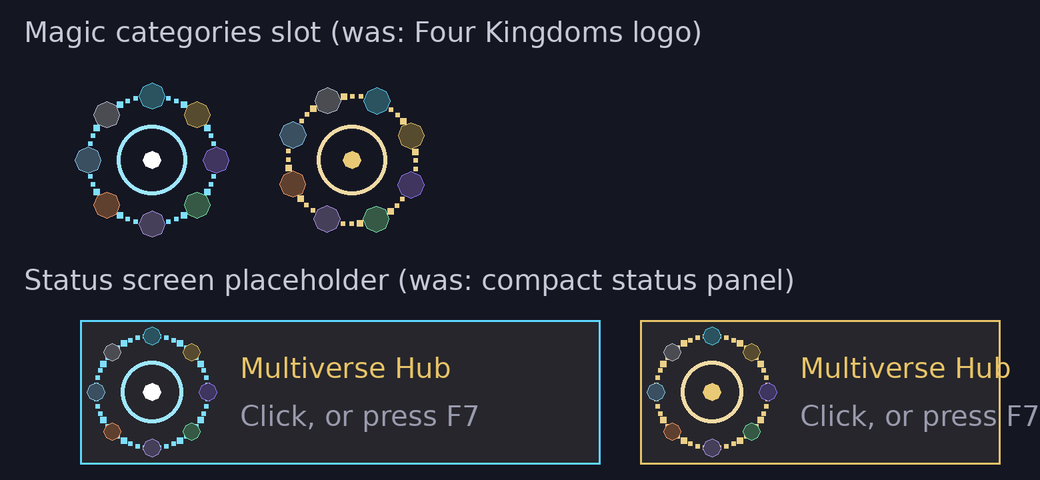 Magic categories slot (was: Four Kingdoms logo)
Status screen placeholder (was: compact status panel)
Multiverse Hub
Click, or press F7
Multiverse Hub
Click, or press F7